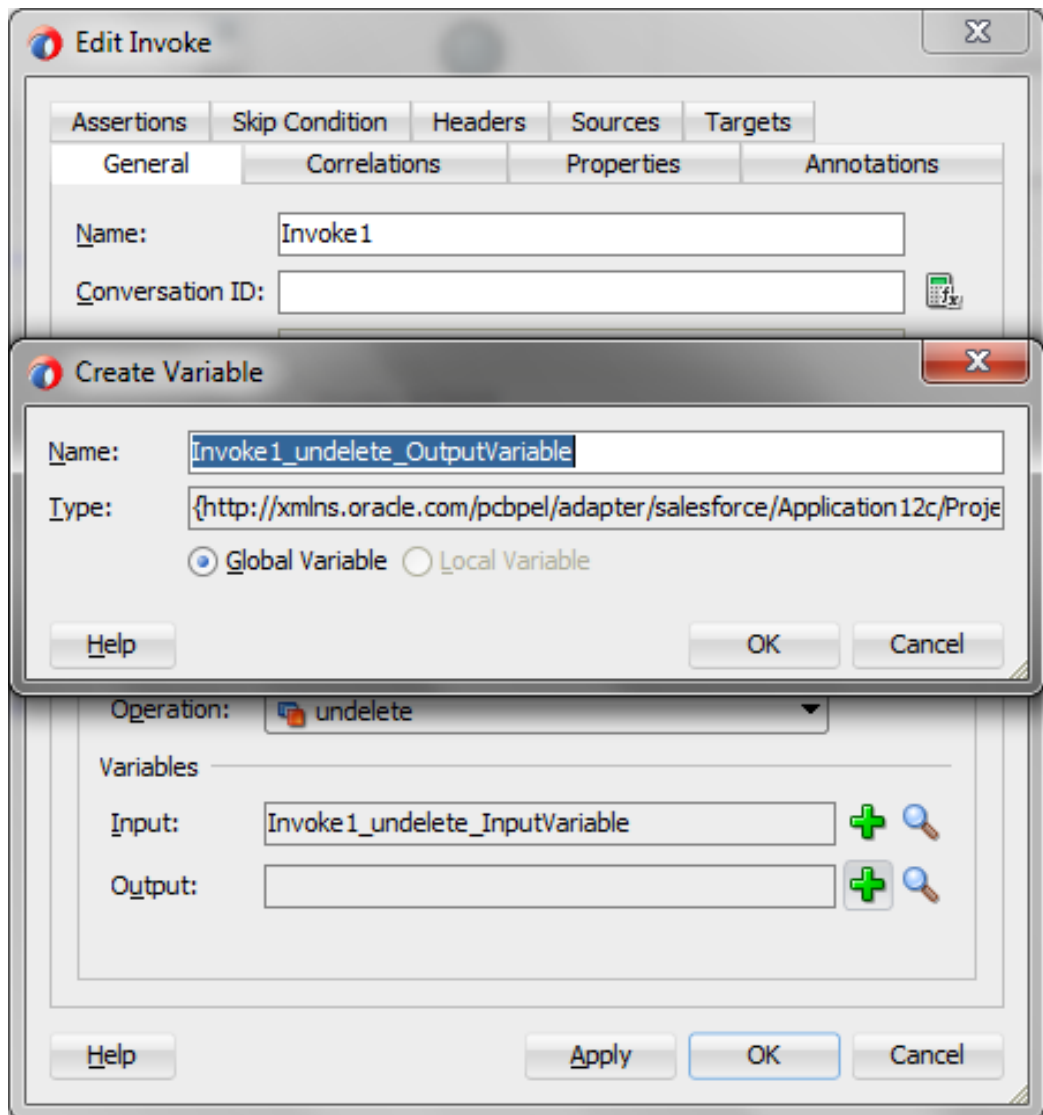 Edit Invoke
Assertions Skip Condition Headers Sources Targets
General Correlations Properties Annotations
Name: Invoke1
Conversation ID:
Create Variable
Name: Invoke1_undelete_OutputVariable
Type: {http://xmlns.oracle.com/pcbpel/adapter/salesforce/Application12c/Proje
Global Variable Local Variable
Help OK Cancel
Operation: undelete
Variables
Input: Invoke1_undelete_InputVariable
Output:
Help Apply OK Cancel